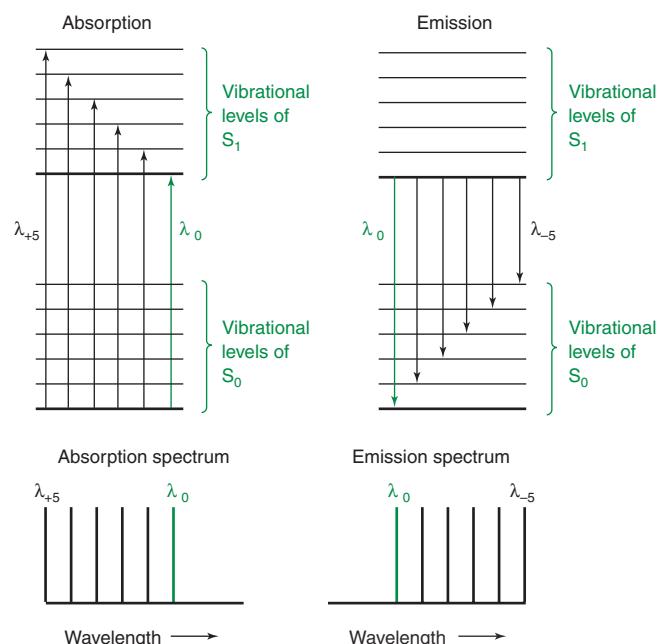 Absorption
Emission
Vibrational
levels of
S₁
Vibrational
levels of
S₁
λ₊₅
λ₀
λ₀
λ₋₅
Vibrational
levels of
S₀
Vibrational
levels of
S₀
Absorption spectrum
Emission spectrum
λ₊₅
λ₀
λ₀
λ₋₅
Wavelength
Wavelength